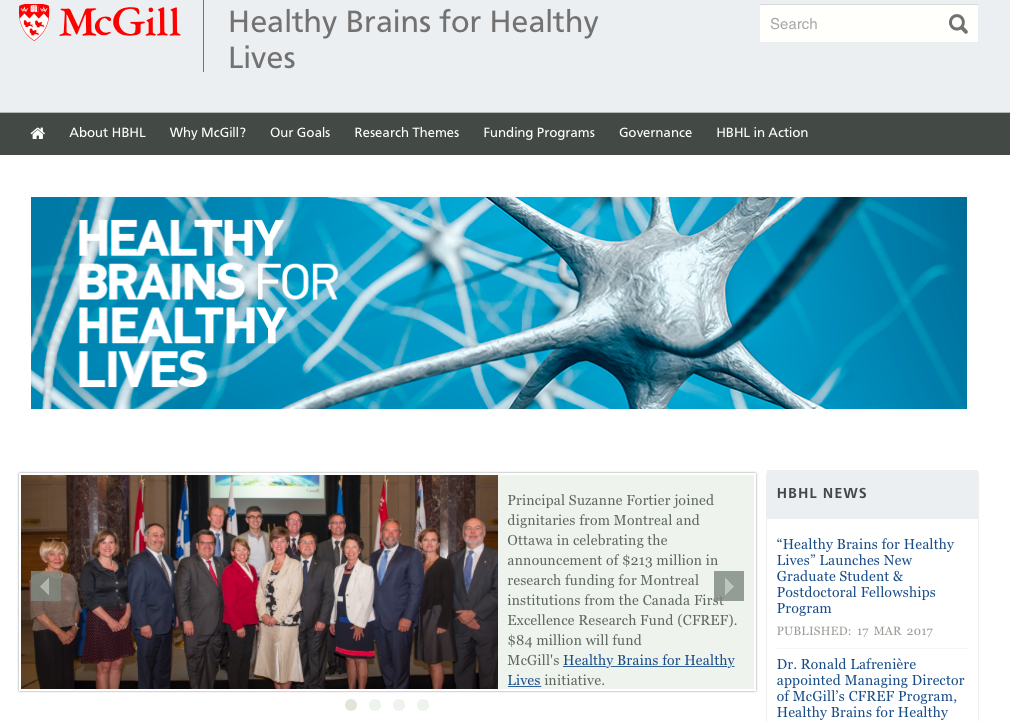 McGill
Healthy Brains for Healthy
Lives
Search
About HBHL Why McGill? Our Goals Research Themes Funding Programs Governance HBHL in Action
HEALTHY
BRAINS FOR
HEALTHY
LIVES
Principal Suzanne Fortier joined
dignitaries from Montreal and
Ottawa in celebrating the
announcement of $213 million in
research funding for Montreal
institutions from the Canada First
Excellence Research Fund (CFREF).
$84 million will fund
McGill's Healthy Brains for Healthy
Lives initiative.
HBHL NEWS
“Healthy Brains for Healthy
Lives” Launches New
Graduate Student &
Postdoctoral Fellowships
Program
PUBLISHED: 17 MAR 2017
Dr. Ronald Lafrenière
appointed Managing Director
of McGill’s CFREF Program,
Healthy Brains for Healthy